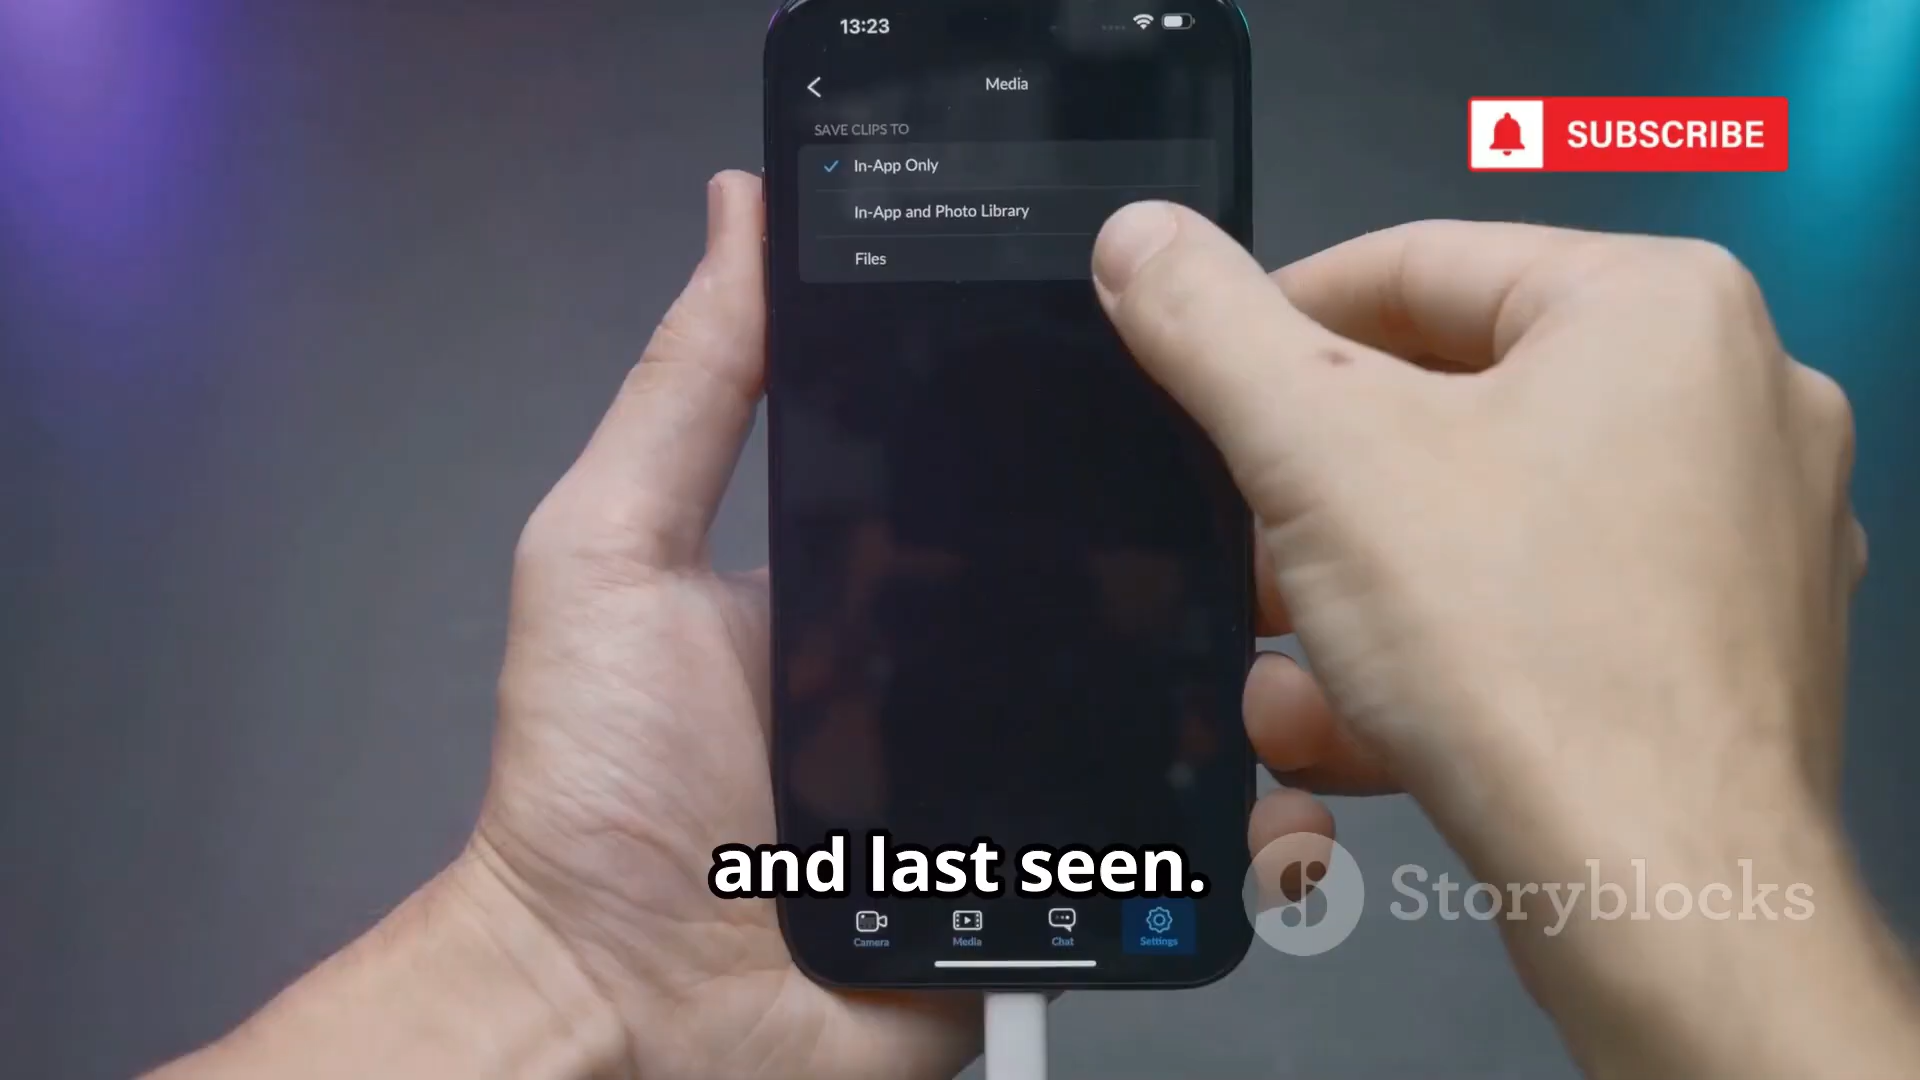 13:23
Media
SUBSCRIBE
SAVE CLIPS TO
In-App Only
In-App and Photo Library
Files
and last seen.
Storyblocks
Camera
Media
Chat
Settings